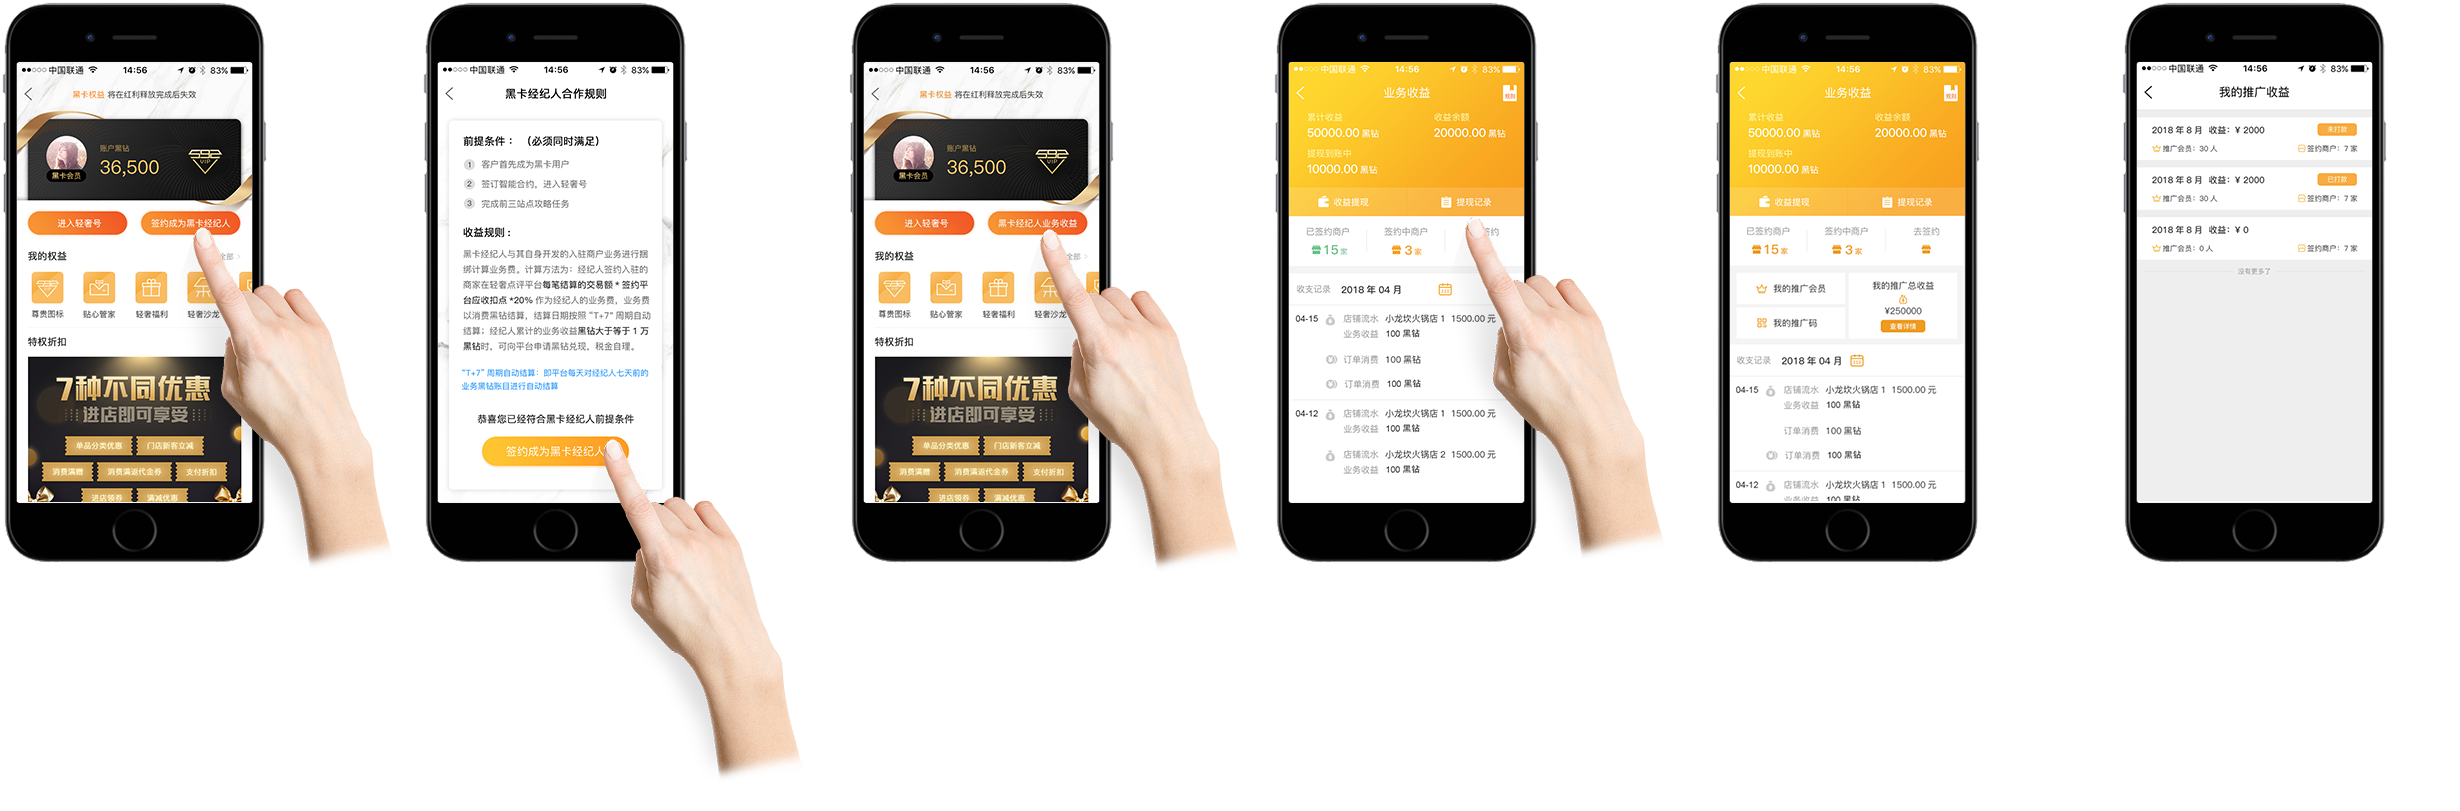 中国联通 14:56 83%
黑卡权益 将在红利释放完成后失效
账户黑钻
36,500
黑卡会员
VIP
进入轻奢号
签约成为黑卡经纪人
我的权益
全部
尊贵图标
贴心管家
轻奢福利
轻奢沙龙
特权折扣
7种不同优惠
进店即可享受
单品分类优惠
门店新客立减
消费满赠
消费满返代金券
支付折扣
进店领券
满减优惠
中国联通 14:56 83%
黑卡经纪人合作规则
前提条件：（必须同时满足）
1 客户首先成为黑卡用户
2 签订智能合约，进入轻奢号
3 完成前三站点攻略任务
收益规则：
黑卡经纪人与其自身开发的入驻商户业务进行捆
绑计算业务费。计算方法为：经纪人签约入驻的
商家在轻奢点评平台每笔结算的交易额 * 签约平
台应收扣点 *20% 作为经纪人的业务费，业务费
以消费黑钻结算，结算日期按照 “T+7” 周期自动
结算；经纪人累计的业务收益黑钻大于等于 1 万
黑钻时，可向平台申请黑钻兑现，税金自理。
“T+7” 周期自动结算：即平台每天对经纪人七天前的
业务黑钻账目进行自动结算
恭喜您已经符合黑卡经纪人前提条件
签约成为黑卡经纪人
中国联通 14:56 83%
黑卡权益 将在红利释放完成后失效
账户黑钻
36,500
黑卡会员
VIP
进入轻奢号
黑卡经纪人业务收益
我的权益
全部
尊贵图标
贴心管家
轻奢福利
轻奢沙龙
特权折扣
7种不同优惠
进店即可享受
单品分类优惠
门店新客立减
消费满赠
消费满返代金券
支付折扣
进店领券
满减优惠
中国联通 14:56 83%
业务收益
规则
累计收益
50000.00 黑钻
收益余额
20000.00 黑钻
提现到账中
10000.00 黑钻
收益提现
提现记录
已签约商户
15 家
签约中商户
3 家
签约
收支记录 2018 年 04 月
04-15 店铺流水 小龙坎火锅店 1 1500.00 元
业务收益 100 黑钻
订单消费 100 黑钻
订单消费 100 黑钻
04-12 店铺流水 小龙坎火锅店 1 1500.00 元
业务收益 100 黑钻
店铺流水 小龙坎火锅店 2 1500.00 元
业务收益 100 黑钻
中国联通 14:56 83%
业务收益
规则
累计收益
50000.00 黑钻
收益余额
20000.00 黑钻
提现到账中
10000.00 黑钻
收益提现
提现记录
已签约商户
15 家
签约中商户
3 家
去签约
我的推广会员
我的推广码
我的推广总收益
¥250000
查看详情
收支记录 2018 年 04 月
04-15 店铺流水 小龙坎火锅店 1 1500.00 元
业务收益 100 黑钻
订单消费 100 黑钻
订单消费 100 黑钻
04-12 店铺流水 小龙坎火锅店 1 1500.00 元
业务收益 100 黑钻
中国联通 14:56 83%
我的推广收益
2018 年 8 月 收益：¥ 2000 未打款
推广会员：30 人 签约商户：7 家
2018 年 8 月 收益：¥ 2000 已打款
推广会员：30 人 签约商户：7 家
2018 年 8 月 收益：¥ 0
推广会员：0 人 签约商户：7 家
没有更多了